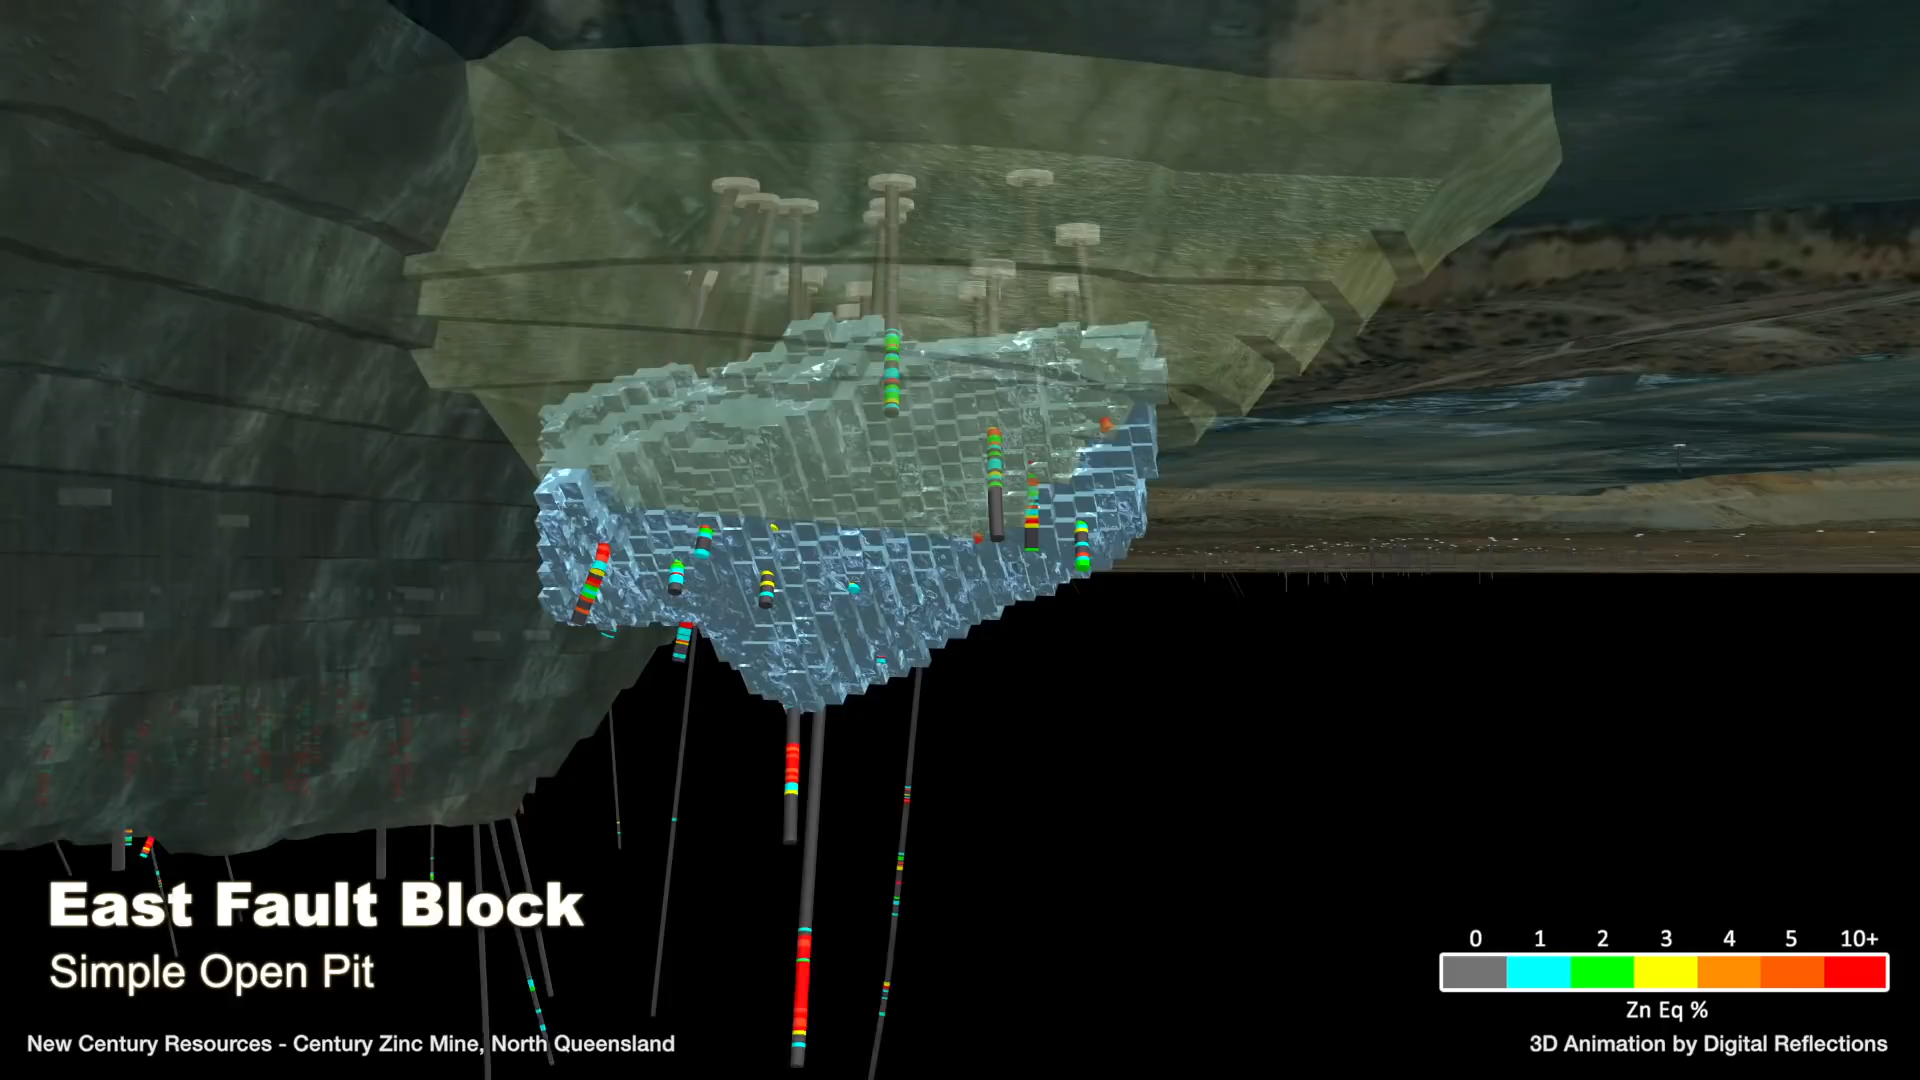 East Fault Block
Simple Open Pit
New Century Resources - Century Zinc Mine, North Queensland
0 1 2 3 4 5 10+
Zn Eq %
3D Animation by Digital Reflections